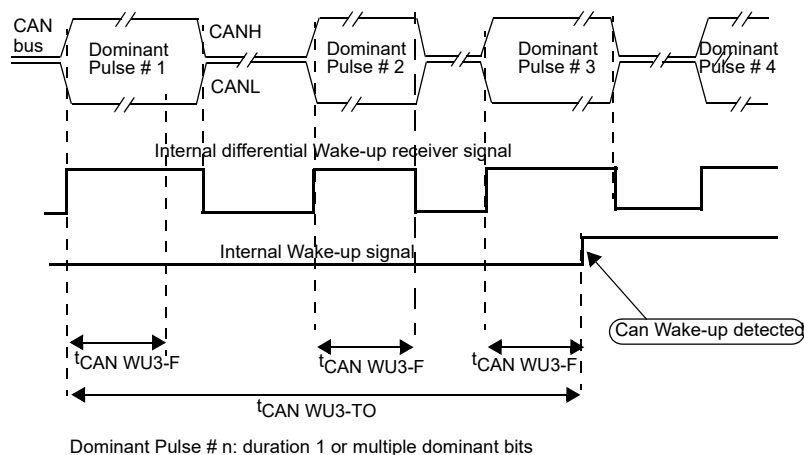 CAN
bus
CANH
CANL
Dominant
Pulse # 1
Dominant
Pulse # 2
Dominant
Pulse # 3
Dominant
Pulse # 4
Internal differential Wake-up receiver signal
Internal Wake-up signal
Can Wake-up detected
tCAN WU3-F
tCAN WU3-F
tCAN WU3-F
tCAN WU3-TO
Dominant Pulse # n: duration 1 or multiple dominant bits